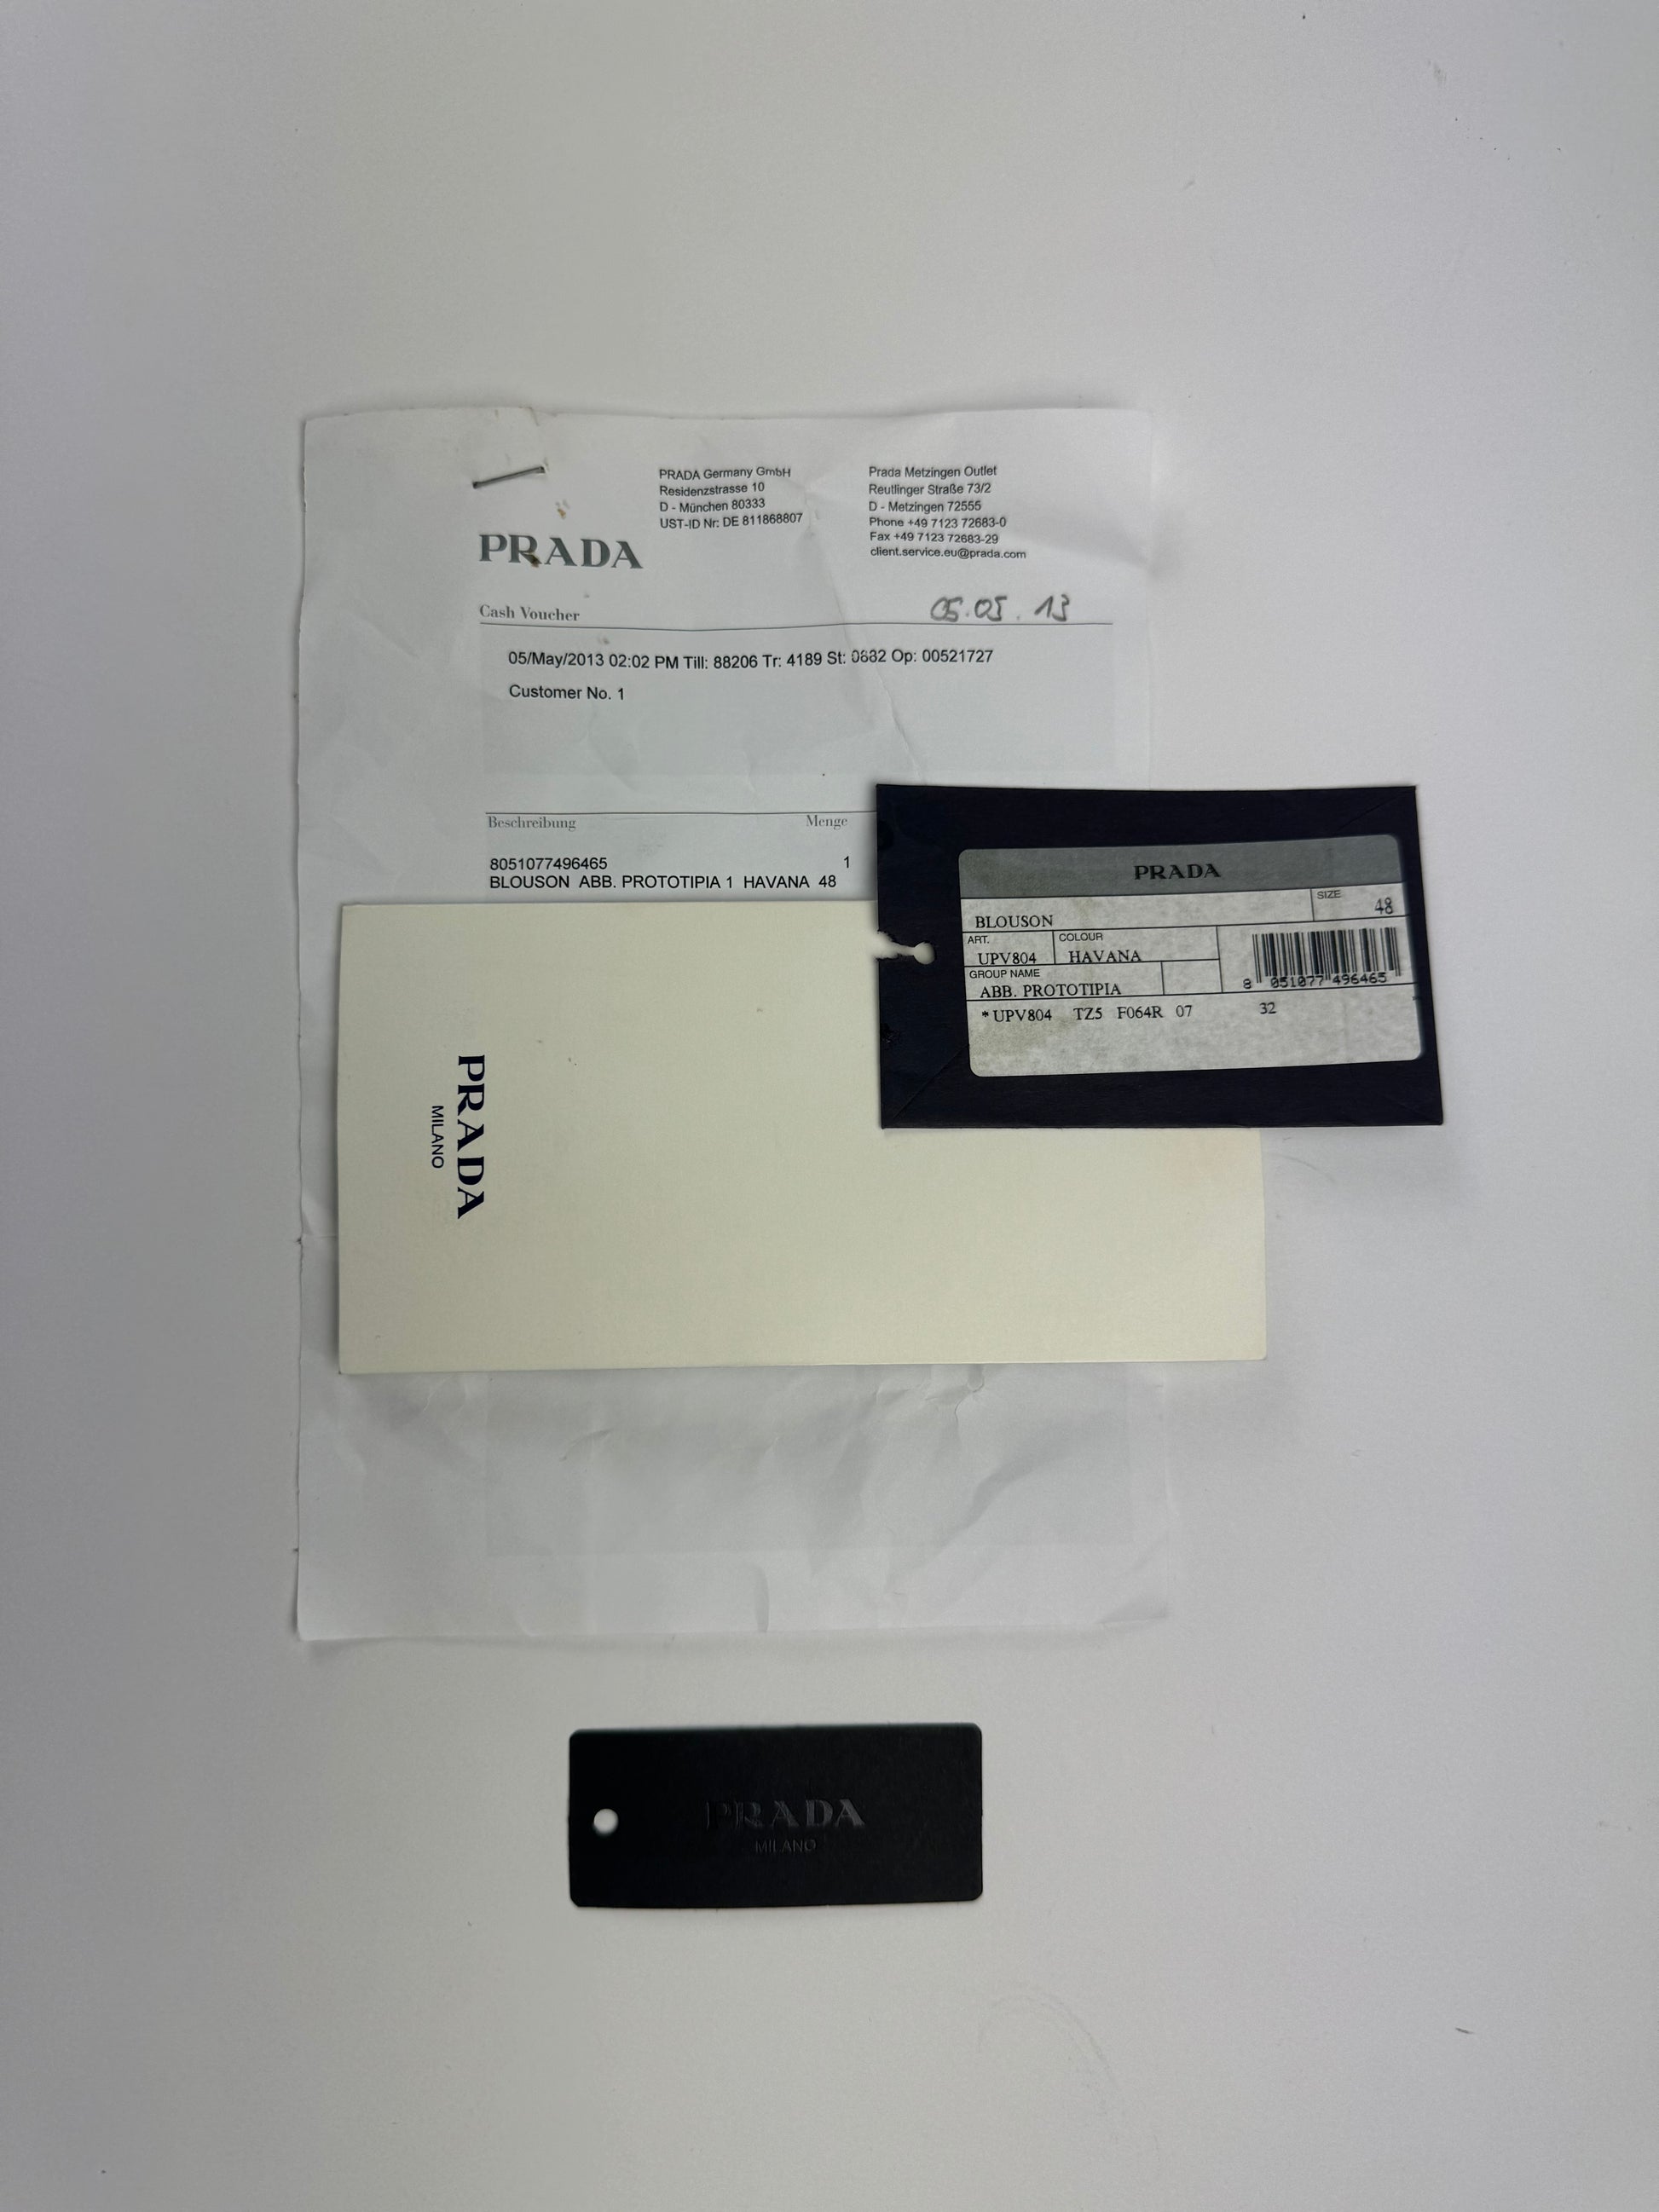 PRADA
PRADA Germany GmbH
Residenzstrasse 10
D - München 80333
UST-ID Nr: DE 811868807
Prada Metzingen Outlet
Reutlinger Straße 73/2
D - Metzingen 72555
Phone +49 7123 72683-0
Fax +49 7123 72683-29
client.service.eu@prada.com
Cash Voucher
05.05.13
05/May/2013 02:02 PM Till: 88206 Tr: 4189 St: 0882 Op: 00521727
Customer No. 1
Beschreibung Menge
8051077496465 1
BLOUSON ABB. PROTOTIPIA 1 HAVANA 48
PRADA
BLOUSON SIZE 48
ART. COLOUR
UPV804 HAVANA
GROUP NAME
ABB. PROTOTIPIA
8 051077 496465
*UPV804 TZ5 F064R 07 32
PRADA
MILANO
PRADA
MILANO